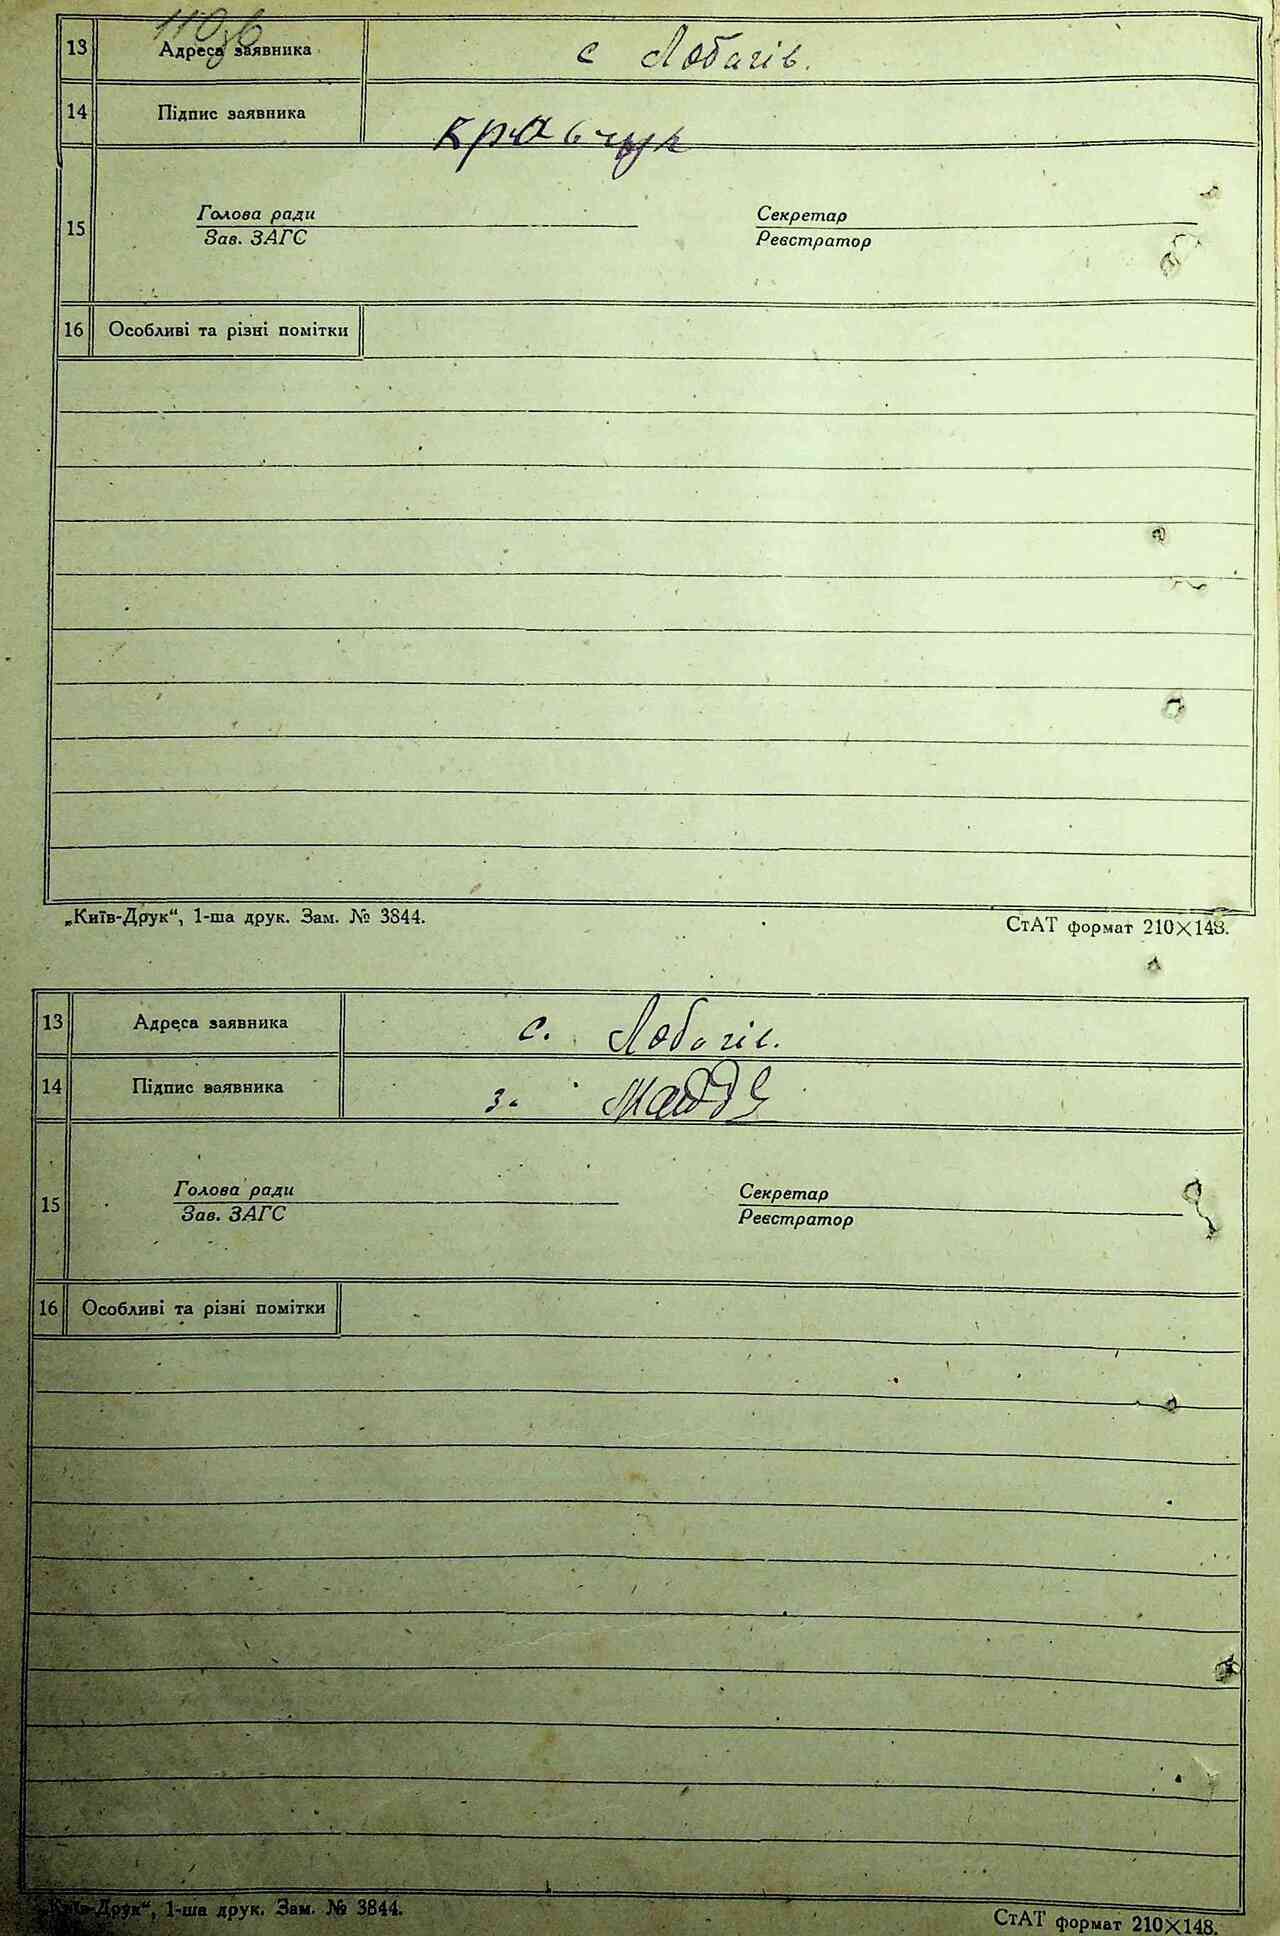 110зв
13 Адреса заявника с Лобачів.
14 Підпис заявника кравчук
15 Голова ради Секретар
Зав. ЗАГС Реєстратор
16 Особливі та різні помітки
„Київ-Друк“, 1-ша друк. Зам. № 3844. СтАТ формат 210×148.
13 Адреса заявника с. Лобачів.
14 Підпис заявника
15 Голова ради Секретар
Зав. ЗАГС Реєстратор
16 Особливі та різні помітки
„Київ-Друк“, 1-ша друк. Зам. № 3844. СтАТ формат 210×148.